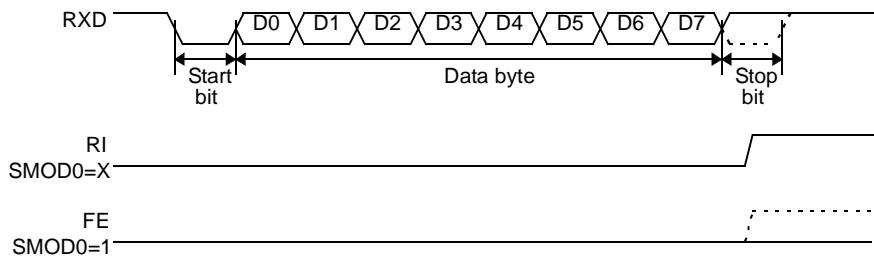 RXD D0 D1 D2 D3 D4 D5 D6 D7
Start bit
Data byte
Stop bit
RI
SMOD0=X
FE
SMOD0=1